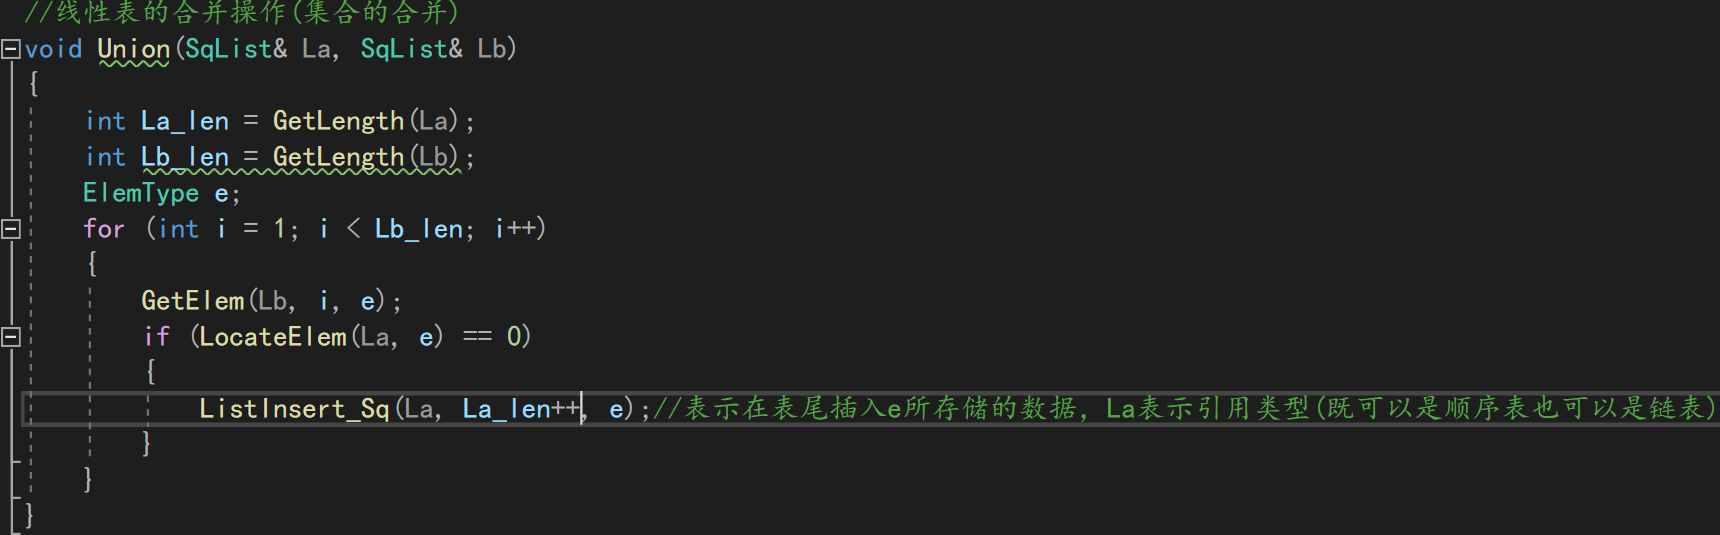 //线性表的合并操作(集合的合并)
void Union(SqList& La, SqList& Lb)
{
int La_len = GetLength(La);
int Lb_len = GetLength(Lb);
ElemType e;
for (int i = 1; i < Lb_len; i++)
{
GetElem(Lb, i, e);
if (LocateElem(La, e) == 0)
{
ListInsert_Sq(La, La_len++, e);//表示在表尾插入e所存储的数据, La表示引用类型(既可以是顺序表也可以是链表)
}
}
}